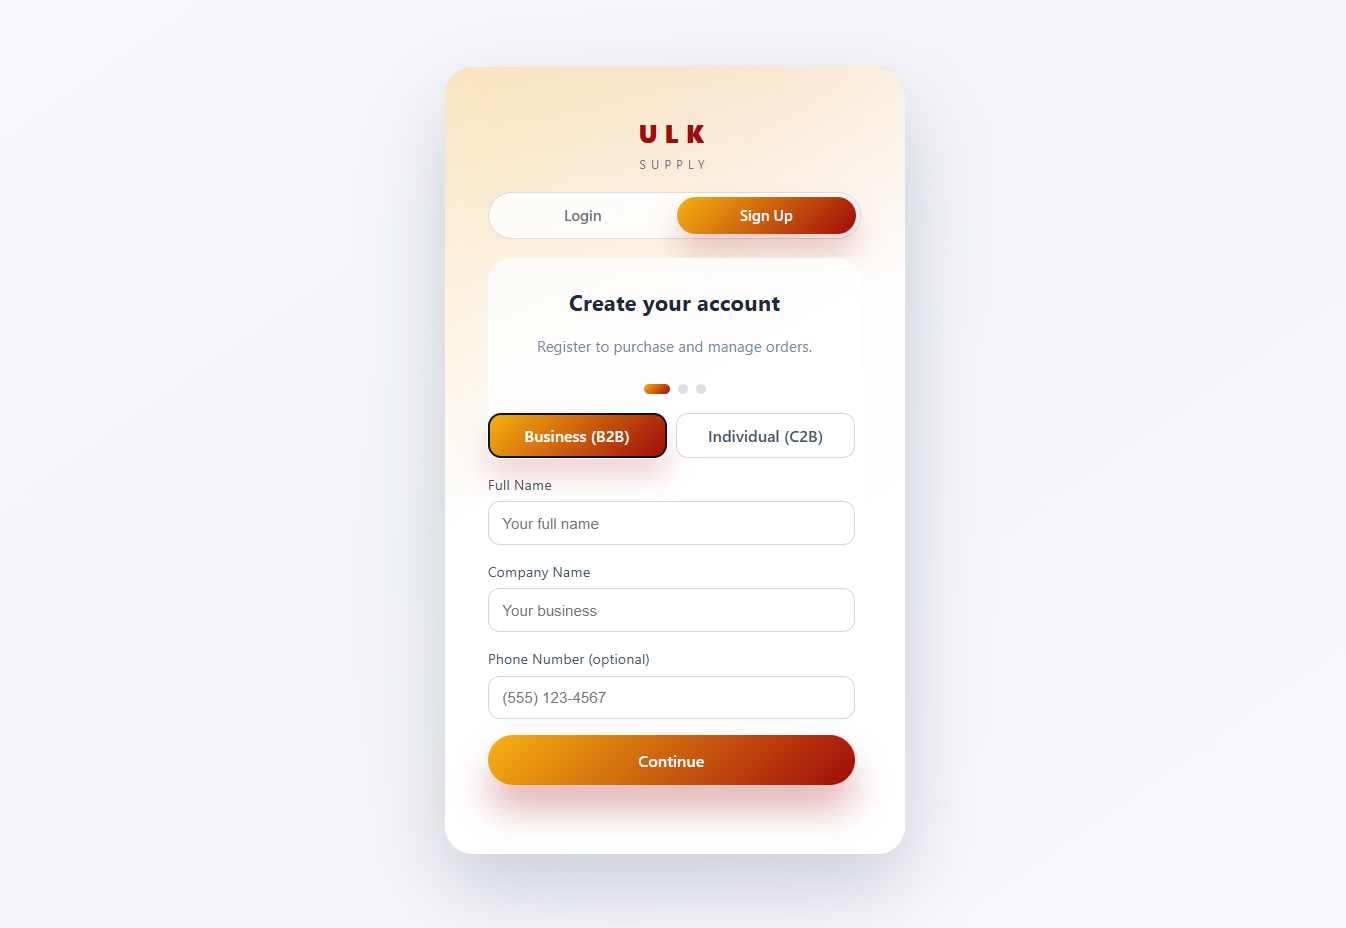 ULK
SUPPLY
Login Sign Up
Create your account
Register to purchase and manage orders.
Business (B2B) Individual (C2B)
Full Name
Your full name
Company Name
Your business
Phone Number (optional)
(555) 123-4567
Continue